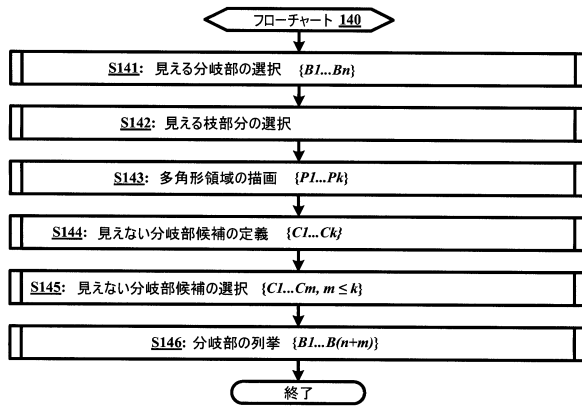 フローチャート 140
S141: 見える分岐部の選択 {B1...Bn}
S142: 見える枝部分の選択
S143: 多角形領域の描画 {P1...Pk}
S144: 見えない分岐部候補の定義 {C1...Ck}
S145: 見えない分岐部候補の選択 {C1...Cm, m ≤ k}
S146: 分岐部の列挙 {B1...B(n+m)}
終了